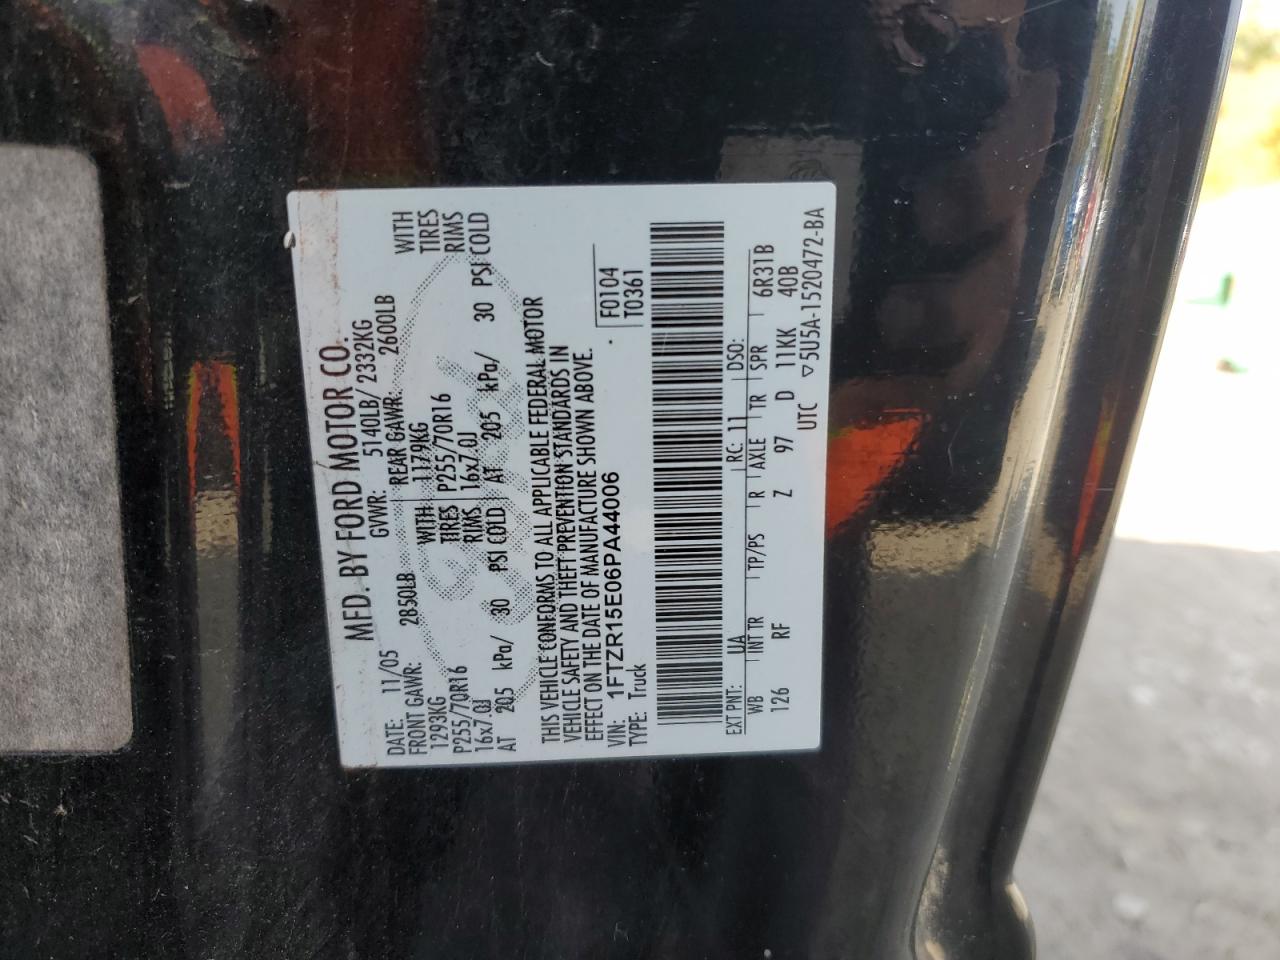 MFD. BY FORD MOTOR CO.
DATE: 11/05 GVWR: 5140LB/2332KG
FRONT GAWR: 2850LB REAR GAWR: 2600LB
1293KG WITH 1179KG WITH
P255/70R16 TIRES P255/70R16 TIRES
16x7.0J RIMS 16x7.0J RIMS
AT 205 kPa/ 30 PSI COLD AT 205 kPa/ 30 PSI COLD
THIS VEHICLE CONFORMS TO ALL APPLICABLE FEDERAL MOTOR
VEHICLE SAFETY AND THEFT PREVENTION STANDARDS IN
EFFECT ON THE DATE OF MANUFACTURE SHOWN ABOVE.
VIN: 1FTZR15E06PA44006 F0104
TYPE: Truck T0361
EXT PNT: UA RC: 11 DSO:
WB INT TR TP/PS R AXLE TR SPR 6R31B
126 RF Z 97 D 11KK 40B
UTC ▽5U5A-1520472-BA